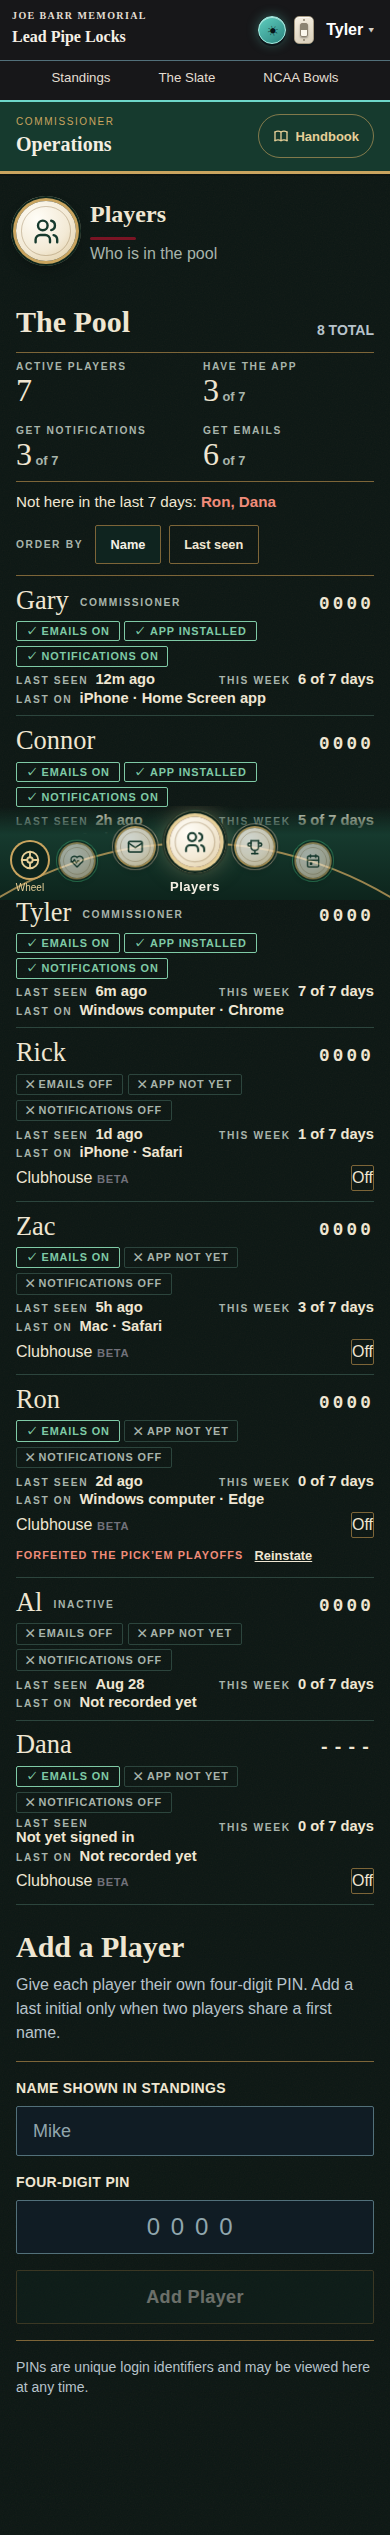 JOE BARR MEMORIAL
Lead Pipe Locks
Tyler ▾
Standings The Slate NCAA Bowls
COMMISSIONER
Operations
Handbook
Players
Who is in the pool
The Pool 8 TOTAL
ACTIVE PLAYERS HAVE THE APP
7 3 of 7
GET NOTIFICATIONS GET EMAILS
3 of 7 6 of 7
Not here in the last 7 days: Ron, Dana
ORDER BY Name Last seen
Gary COMMISSIONER 0000
✓ EMAILS ON ✓ APP INSTALLED
✓ NOTIFICATIONS ON
LAST SEEN 12m ago THIS WEEK 6 of 7 days
LAST ON iPhone · Home Screen app
Connor 0000
✓ EMAILS ON ✓ APP INSTALLED
✓ NOTIFICATIONS ON
LAST SEEN 2h ago THIS WEEK 5 of 7 days
Wheel Players
Tyler COMMISSIONER 0000
✓ EMAILS ON ✓ APP INSTALLED
✓ NOTIFICATIONS ON
LAST SEEN 6m ago THIS WEEK 7 of 7 days
LAST ON Windows computer · Chrome
Rick 0000
✕ EMAILS OFF ✕ APP NOT YET
✕ NOTIFICATIONS OFF
LAST SEEN 1d ago THIS WEEK 1 of 7 days
LAST ON iPhone · Safari
Clubhouse BETA Off
Zac 0000
✓ EMAILS ON ✕ APP NOT YET
✕ NOTIFICATIONS OFF
LAST SEEN 5h ago THIS WEEK 3 of 7 days
LAST ON Mac · Safari
Clubhouse BETA Off
Ron 0000
✓ EMAILS ON ✕ APP NOT YET
✕ NOTIFICATIONS OFF
LAST SEEN 2d ago THIS WEEK 0 of 7 days
LAST ON Windows computer · Edge
Clubhouse BETA Off
FORFEITED THE PICK'EM PLAYOFFS Reinstate
Al INACTIVE 0000
✕ EMAILS OFF ✕ APP NOT YET
✕ NOTIFICATIONS OFF
LAST SEEN Aug 28 THIS WEEK 0 of 7 days
LAST ON Not recorded yet
Dana ----
✓ EMAILS ON ✕ APP NOT YET
✕ NOTIFICATIONS OFF
LAST SEEN
Not yet signed in THIS WEEK 0 of 7 days
LAST ON Not recorded yet
Clubhouse BETA Off
Add a Player
Give each player their own four-digit PIN. Add a
last initial only when two players share a first
name.
NAME SHOWN IN STANDINGS
Mike
FOUR-DIGIT PIN
0000
Add Player
PINs are unique login identifiers and may be viewed here
at any time.